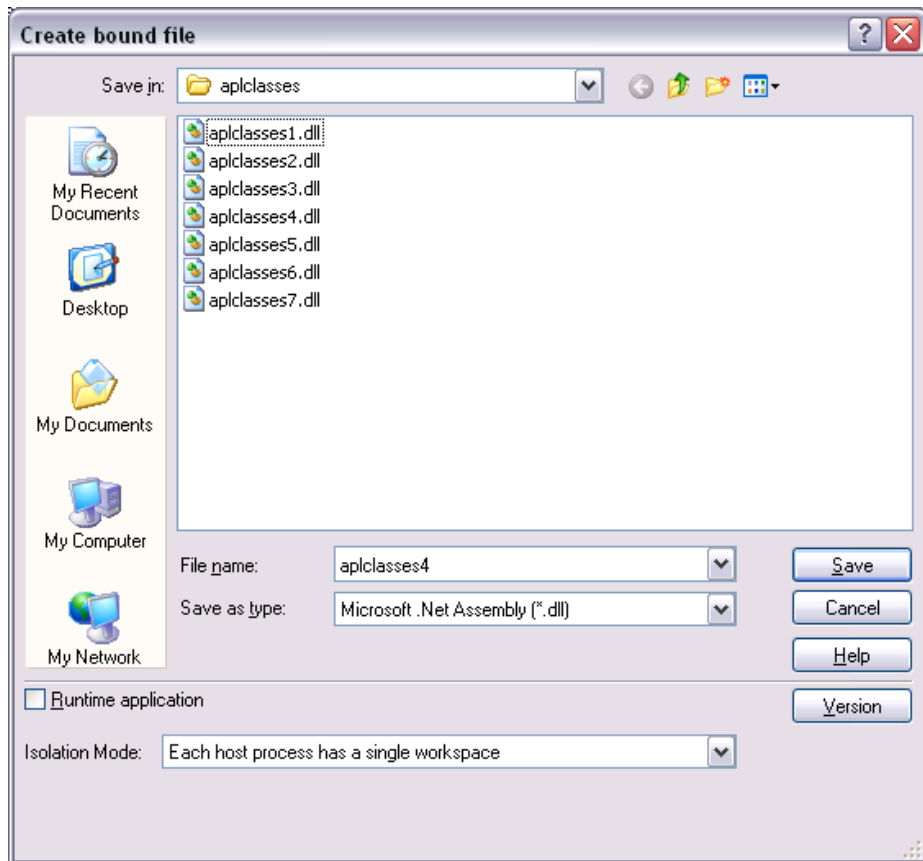 Create bound file
Save in: aplclasses
aplclasses1.dll
aplclasses2.dll
aplclasses3.dll
aplclasses4.dll
aplclasses5.dll
aplclasses6.dll
aplclasses7.dll
My Recent
Documents
Desktop
My Documents
My Computer
My Network
File name: aplclasses4 Save
Save as type: Microsoft .Net Assembly (*.dll) Cancel
Help
Runtime application Version
Isolation Mode: Each host process has a single workspace